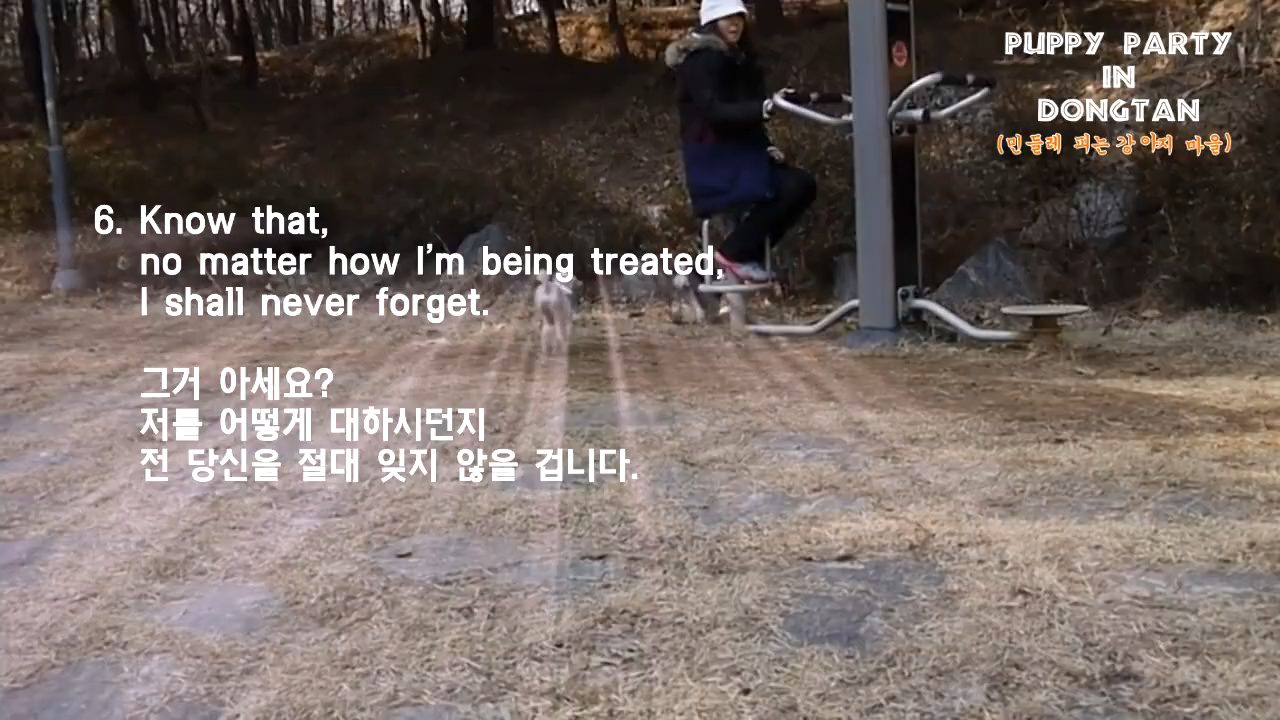 PUPPY PARTY
IN
DONGTAN
(민들레 피는 강아지 마을)
6. Know that,
no matter how I'm being treated,
I shall never forget.
그거 아세요?
저를 어떻게 대하시던지
전 당신을 절대 잊지 않을 겁니다.